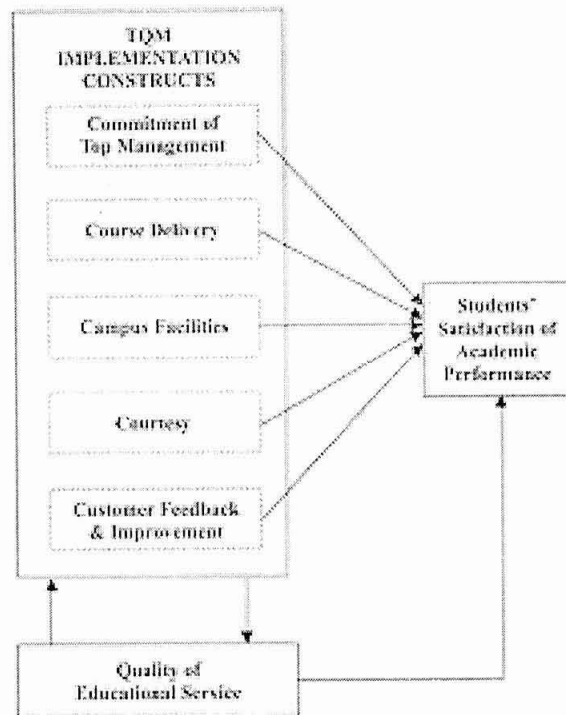 TQM
IMPLEMENTATION
CONSTRUCTS
Commitment of
Top Management
Course Delivery
Campus Facilities
Courtesy
Customer Feedback
& Improvement
Students'
Satisfaction of
Academic
Performance
Quality of
Educational Service